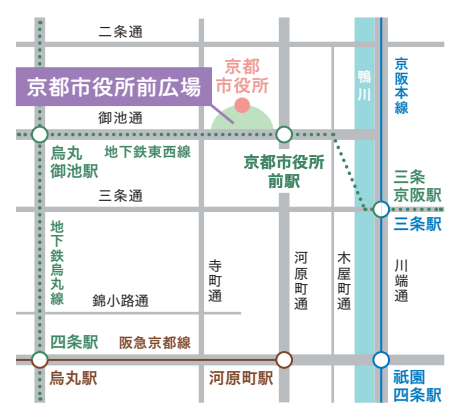 二条通
京都
市役所
京都市役所前広場
鴨川
京阪本線
御池通
烏丸
御池駅
地下鉄東西線
京都市役所
前駅
三条
京阪駅
三条通
三条駅
地下鉄烏丸線
寺町通
河原町通
木屋町通
川端通
錦小路通
四条駅
阪急京都線
烏丸駅
河原町駅
祇園
四条駅